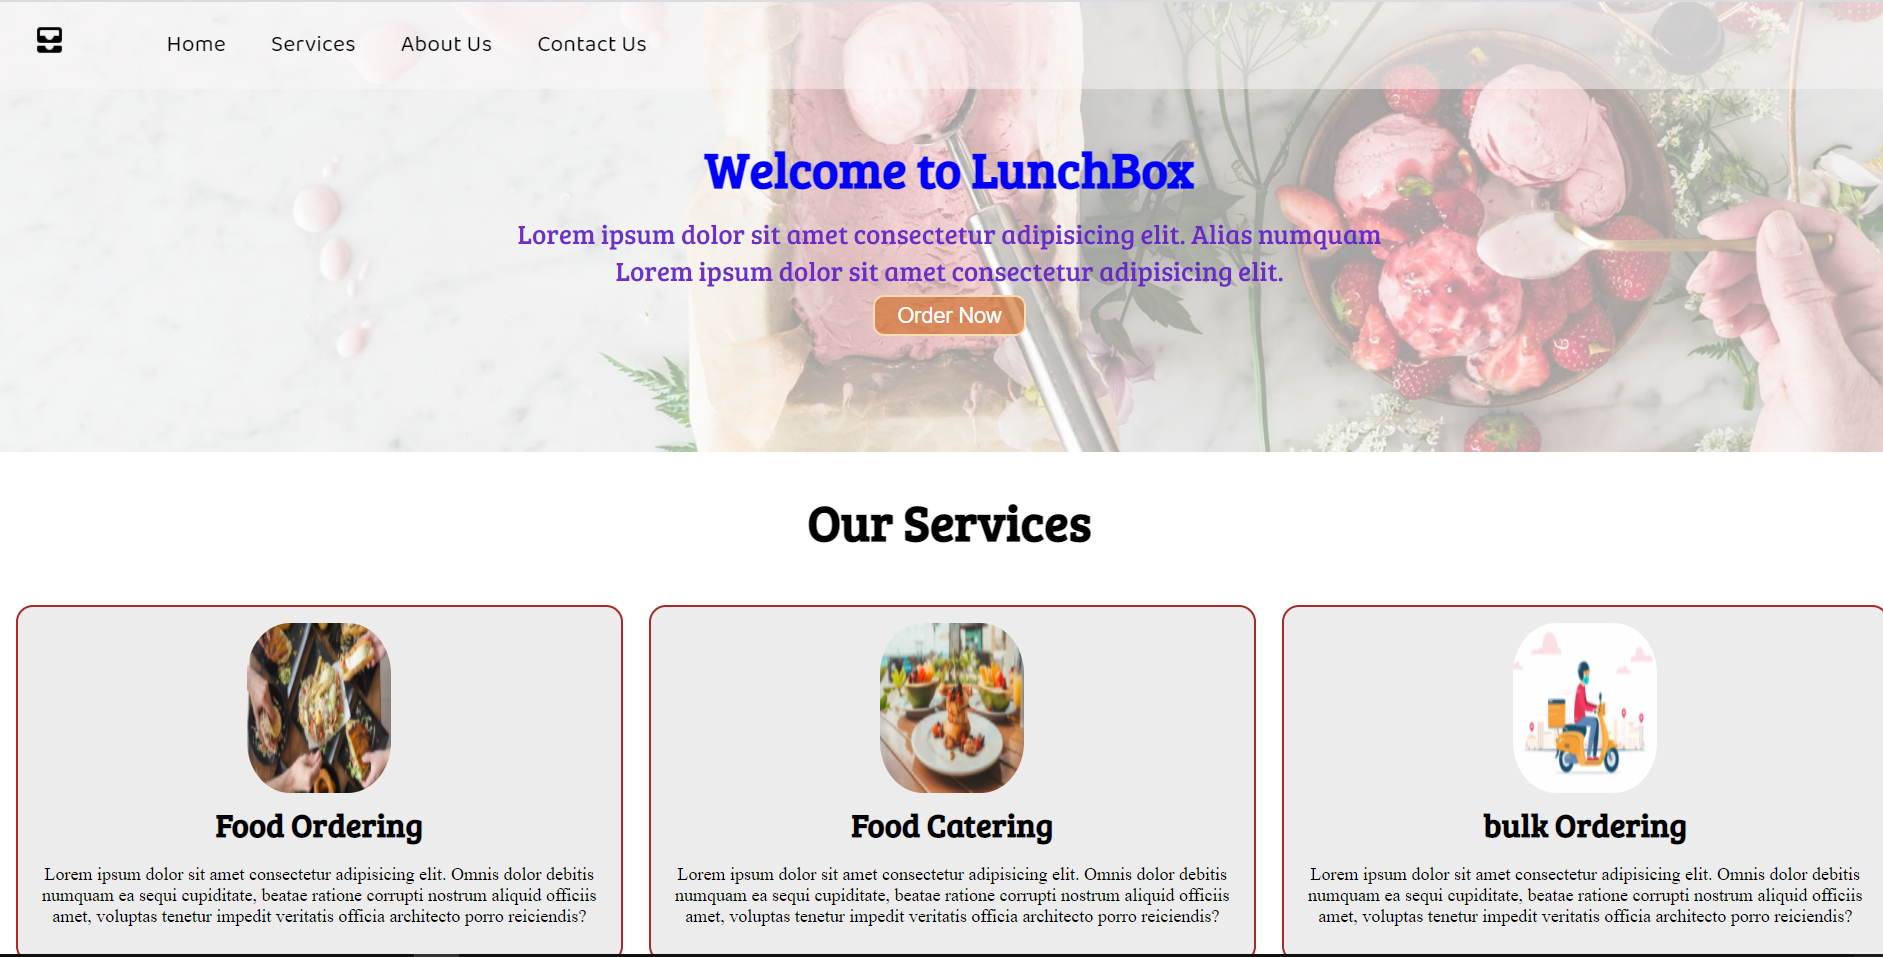 Home Services About Us Contact Us
Welcome to LunchBox
Lorem ipsum dolor sit amet consectetur adipisicing elit. Alias numquam
Lorem ipsum dolor sit amet consectetur adipisicing elit.
Order Now
Our Services
Food Ordering
Lorem ipsum dolor sit amet consectetur adipisicing elit. Omnis dolor debitis
numquam ea sequi cupiditate, beatae ratione corrupti nostrum aliquid officiis
amet, voluptas tenetur impedit veritatis officia architecto porro reiciendis?
Food Catering
Lorem ipsum dolor sit amet consectetur adipisicing elit. Omnis dolor debitis
numquam ea sequi cupiditate, beatae ratione corrupti nostrum aliquid officiis
amet, voluptas tenetur impedit veritatis officia architecto porro reiciendis?
bulk Ordering
Lorem ipsum dolor sit amet consectetur adipisicing elit. Omnis dolor debitis
numquam ea sequi cupiditate, beatae ratione corrupti nostrum aliquid officiis
amet, voluptas tenetur impedit veritatis officia architecto porro reiciendis?